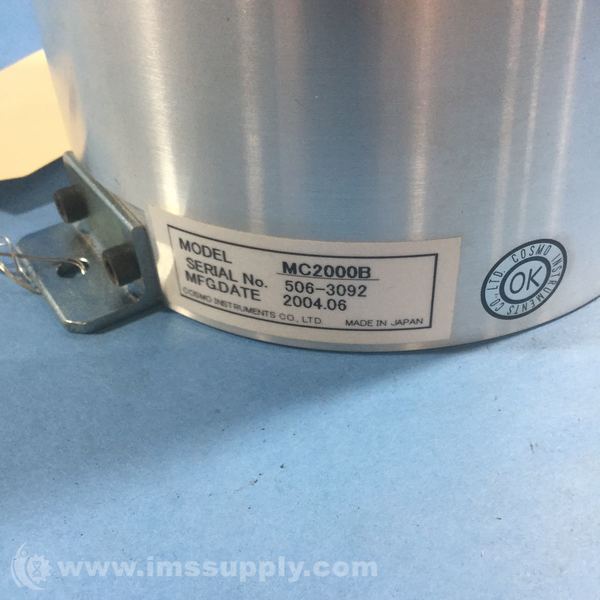 MODEL MC2000B
SERIAL No. 506-3092
MFG.DATE 2004.06
COSMO INSTRUMENTS CO., LTD. MADE IN JAPAN
COSMO INSTRUMENTS CO., LTD.
OK
www.imssupply.com/